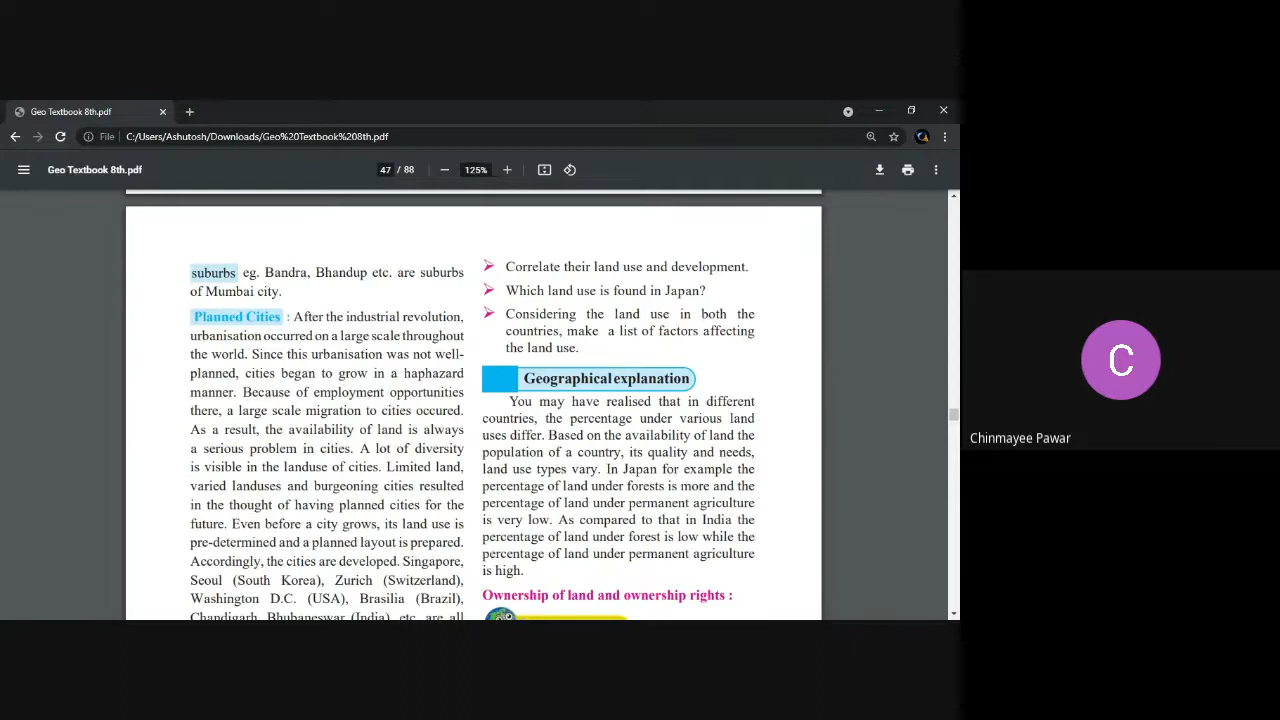 Geo Textbook 8th.pdf
File
C:/Users/Ashutosh/Downloads/Geo%20Textbook%208th.pdf
Geo Textbook 8th.pdf
47 / 88
125%
suburbs eg. Bandra, Bhandup etc. are suburbs
of Mumbai city.
Planned Cities : After the industrial revolution,
urbanisation occurred on a large scale throughout
the world. Since this urbanisation was not well-
planned, cities began to grow in a haphazard
manner. Because of employment opportunities
there, a large scale migration to cities occured.
As a result, the availability of land is always
a serious problem in cities. A lot of diversity
is visible in the landuse of cities. Limited land,
varied landuses and burgeoning cities resulted
in the thought of having planned cities for the
future. Even before a city grows, its land use is
pre-determined and a planned layout is prepared.
Accordingly, the cities are developed. Singapore,
Seoul (South Korea), Zurich (Switzerland),
Washington D.C. (USA), Brasilia (Brazil),
Chandigarh, Bhubaneswar (India), etc. are all
➢ Correlate their land use and development.
➢ Which land use is found in Japan?
➢ Considering the land use in both the
countries, make a list of factors affecting
the land use.
Geographical explanation
You may have realised that in different
countries, the percentage under various land
uses differ. Based on the availability of land the
population of a country, its quality and needs,
land use types vary. In Japan for example the
percentage of land under forests is more and the
percentage of land under permanent agriculture
is very low. As compared to that in India the
percentage of land under forest is low while the
percentage of land under permanent agriculture
is high.
Ownership of land and ownership rights :
C
Chinmayee Pawar